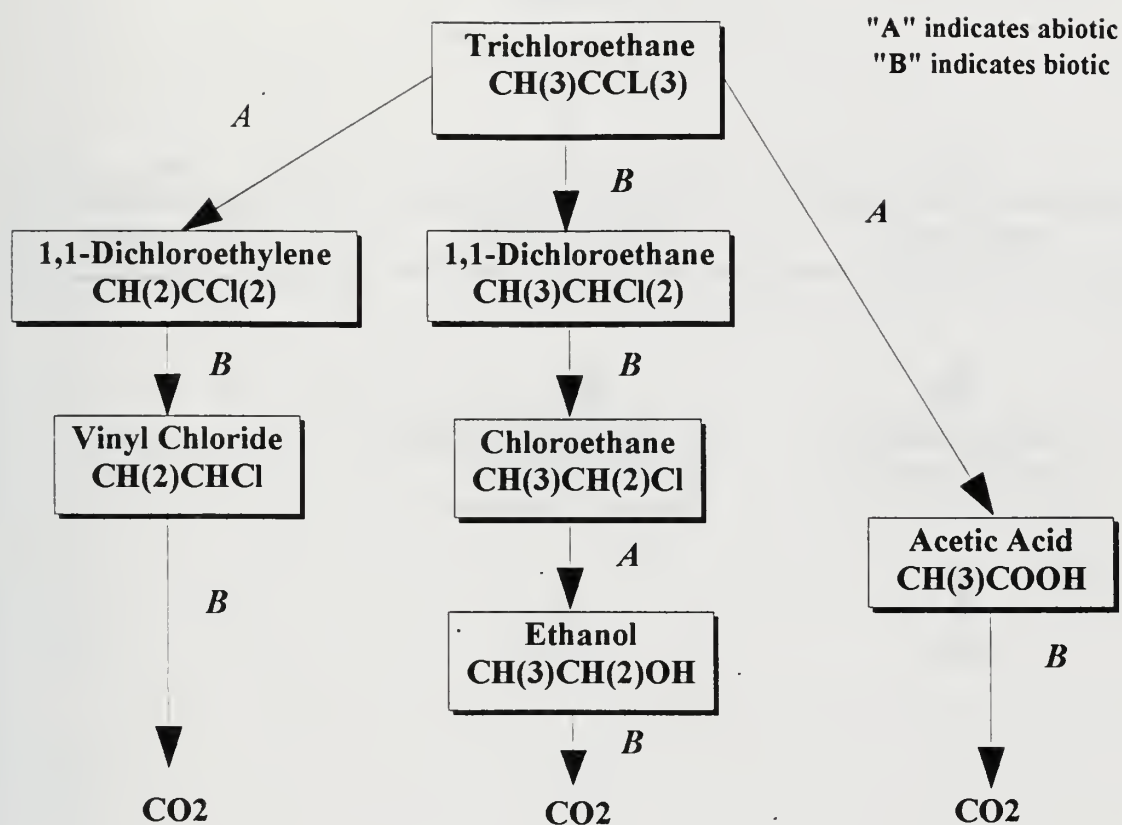 Trichloroethane
CH(3)CCL(3)
"A" indicates abiotic
"B" indicates biotic
A
B
A
1,1-Dichloroethylene
CH(2)CCl(2)
1,1-Dichloroethane
CH(3)CHCl(2)
B
B
Vinyl Chloride
CH(2)CHCl
Chloroethane
CH(3)CH(2)Cl
Acetic Acid
CH(3)COOH
B
A
Ethanol
CH(3)CH(2)OH
B
B
CO2
CO2
CO2